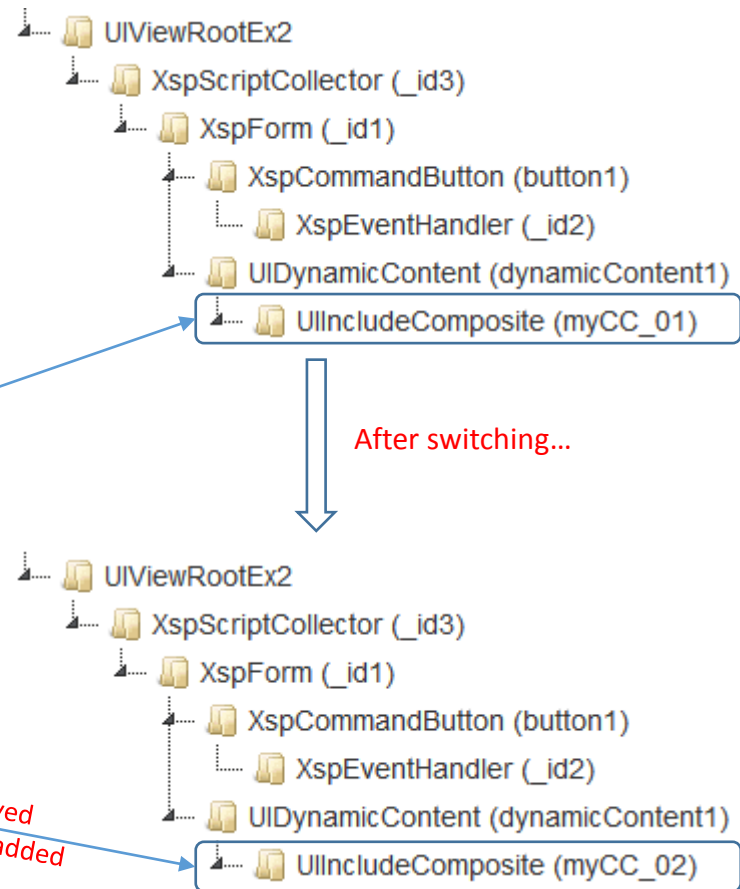 UIViewRootEx2
XspScriptCollector (_id3)
XspForm (_id1)
XspCommandButton (button1)
XspEventHandler (_id2)
UIDynamicContent (dynamicContent1)
UIIncludeComposite (myCC_01)
After switching...
UIViewRootEx2
XspScriptCollector (_id3)
XspForm (_id1)
XspCommandButton (button1)
XspEventHandler (_id2)
UIDynamicContent (dynamicContent1)
added
UIIncludeComposite (myCC_02)